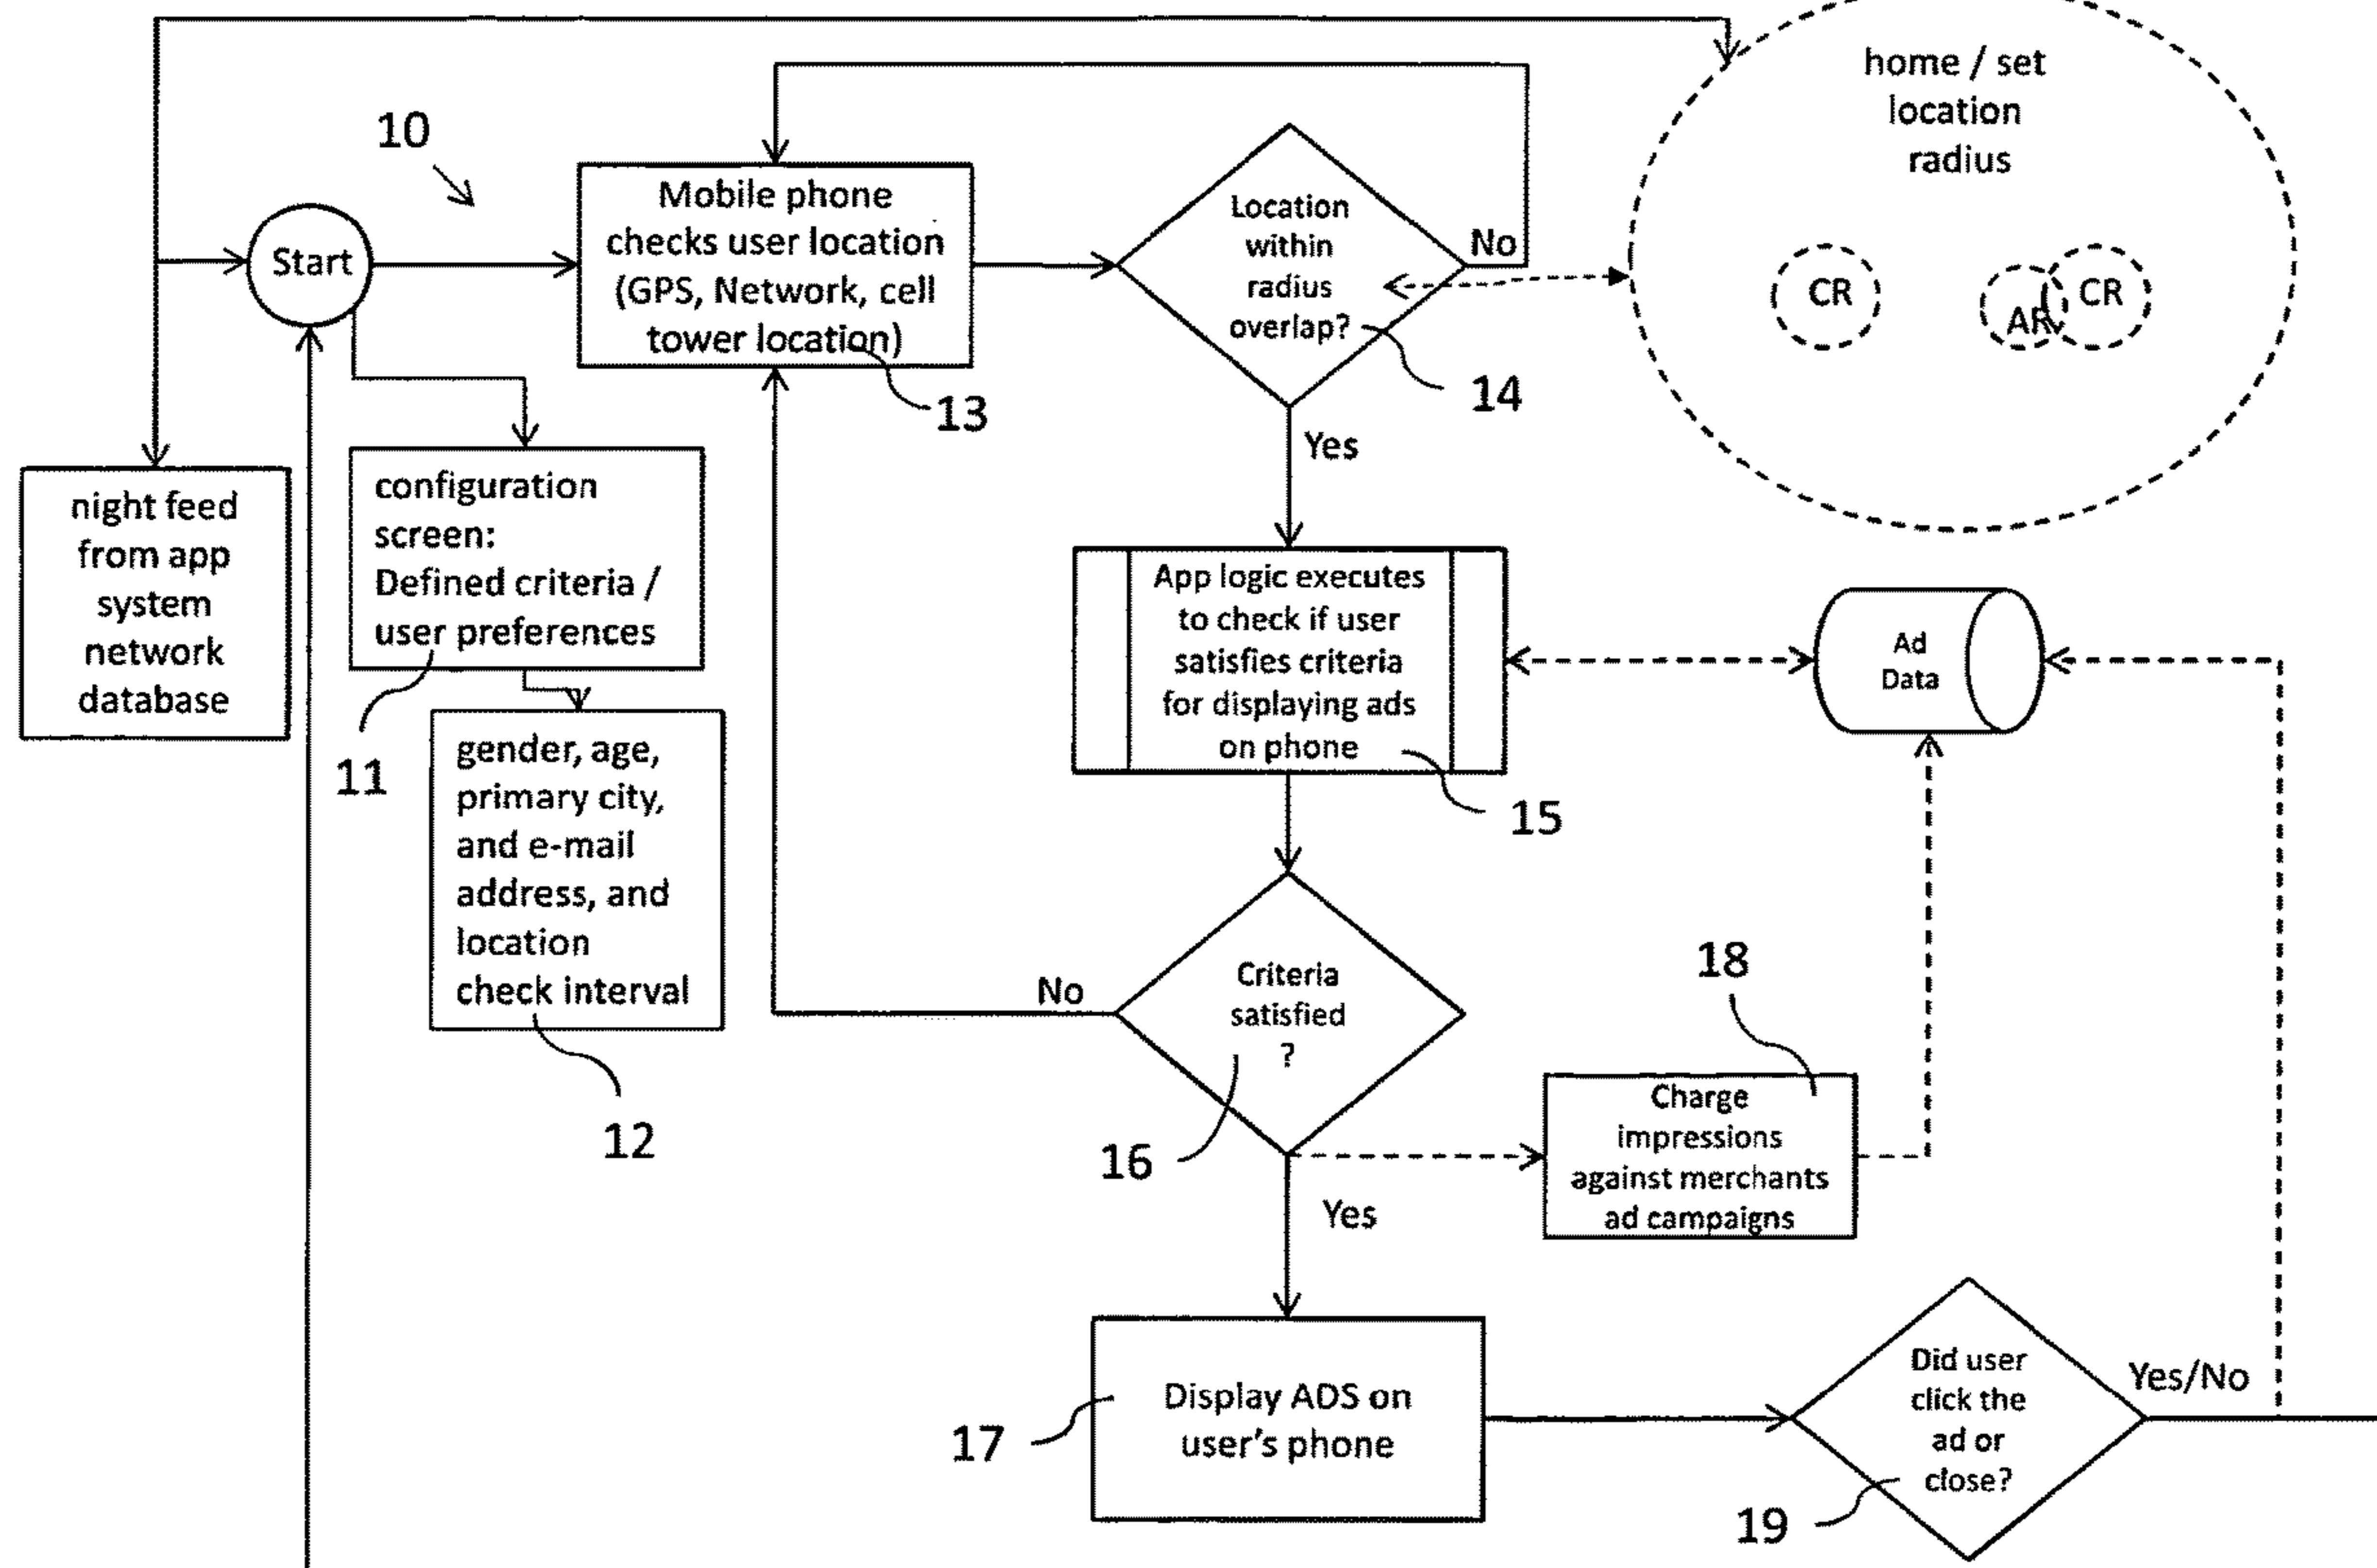 home / set
location
radius
10
Start
Mobile phone
checks user location
(GPS, Network, cell
tower location)
13
Location
within
radius
overlap?
No
14
Yes
CR
AR
CR
night feed
from app
system
network
database
configuration
screen:
Defined criteria /
user preferences
11
gender, age,
primary city,
and e-mail
address, and
location
check interval
12
App logic executes
to check if user
satisfies criteria
for displaying ads
on phone
15
Ad
Data
No
Criteria
satisfied
?
16
Yes
18
Charge
impressions
against merchants
ad campaigns
Display ADS on
user's phone
17
Did user
click the
ad or
close?
Yes/No
19